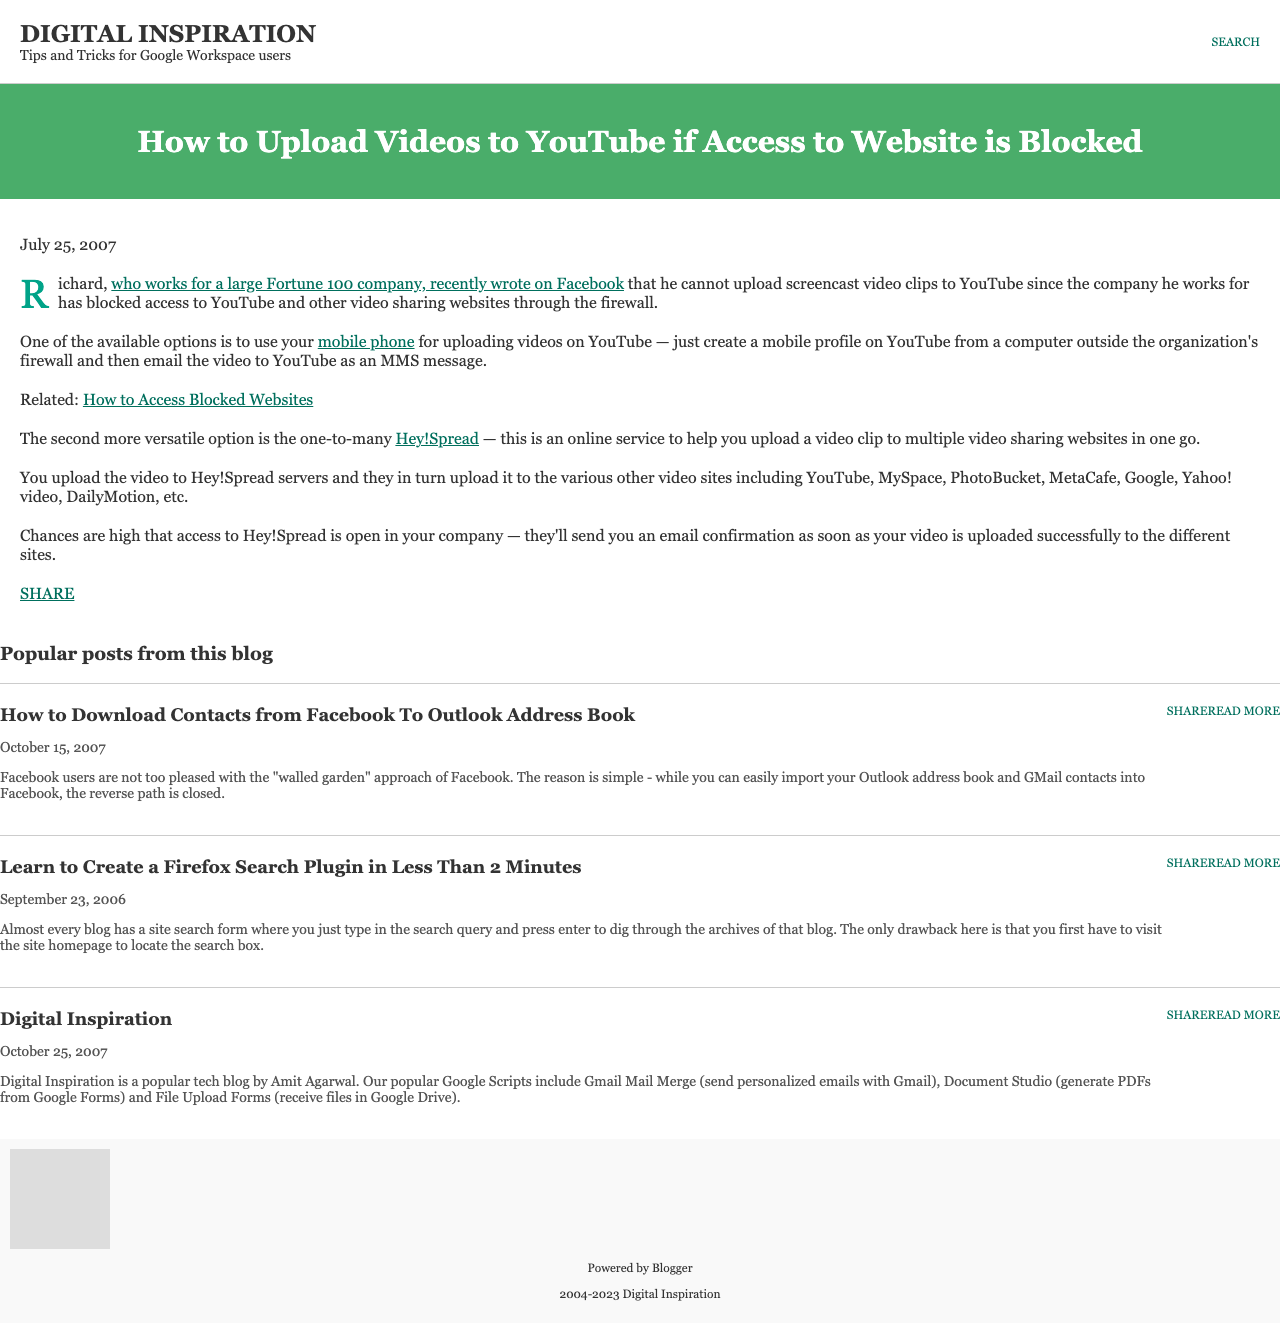 DIGITAL INSPIRATION
Tips and Tricks for Google Workspace users
SEARCH
How to Upload Videos to YouTube if Access to Website is Blocked
July 25, 2007
Richard, who works for a large Fortune 100 company, recently wrote on Facebook that he cannot upload screencast video clips to YouTube since the company he works for
has blocked access to YouTube and other video sharing websites through the firewall.
One of the available options is to use your mobile phone for uploading videos on YouTube — just create a mobile profile on YouTube from a computer outside the organization's
firewall and then email the video to YouTube as an MMS message.
Related: How to Access Blocked Websites
The second more versatile option is the one-to-many Hey!Spread — this is an online service to help you upload a video clip to multiple video sharing websites in one go.
You upload the video to Hey!Spread servers and they in turn upload it to the various other video sites including YouTube, MySpace, PhotoBucket, MetaCafe, Google, Yahoo!
video, DailyMotion, etc.
Chances are high that access to Hey!Spread is open in your company — they'll send you an email confirmation as soon as your video is uploaded successfully to the different
sites.
SHARE
Popular posts from this blog
How to Download Contacts from Facebook To Outlook Address Book
SHAREREAD MORE
October 15, 2007
Facebook users are not too pleased with the "walled garden" approach of Facebook. The reason is simple - while you can easily import your Outlook address book and GMail contacts into
Facebook, the reverse path is closed.
Learn to Create a Firefox Search Plugin in Less Than 2 Minutes
SHAREREAD MORE
September 23, 2006
Almost every blog has a site search form where you just type in the search query and press enter to dig through the archives of that blog. The only drawback here is that you first have to visit
the site homepage to locate the search box.
Digital Inspiration
SHAREREAD MORE
October 25, 2007
Digital Inspiration is a popular tech blog by Amit Agarwal. Our popular Google Scripts include Gmail Mail Merge (send personalized emails with Gmail), Document Studio (generate PDFs
from Google Forms) and File Upload Forms (receive files in Google Drive).
Powered by Blogger
2004-2023 Digital Inspiration